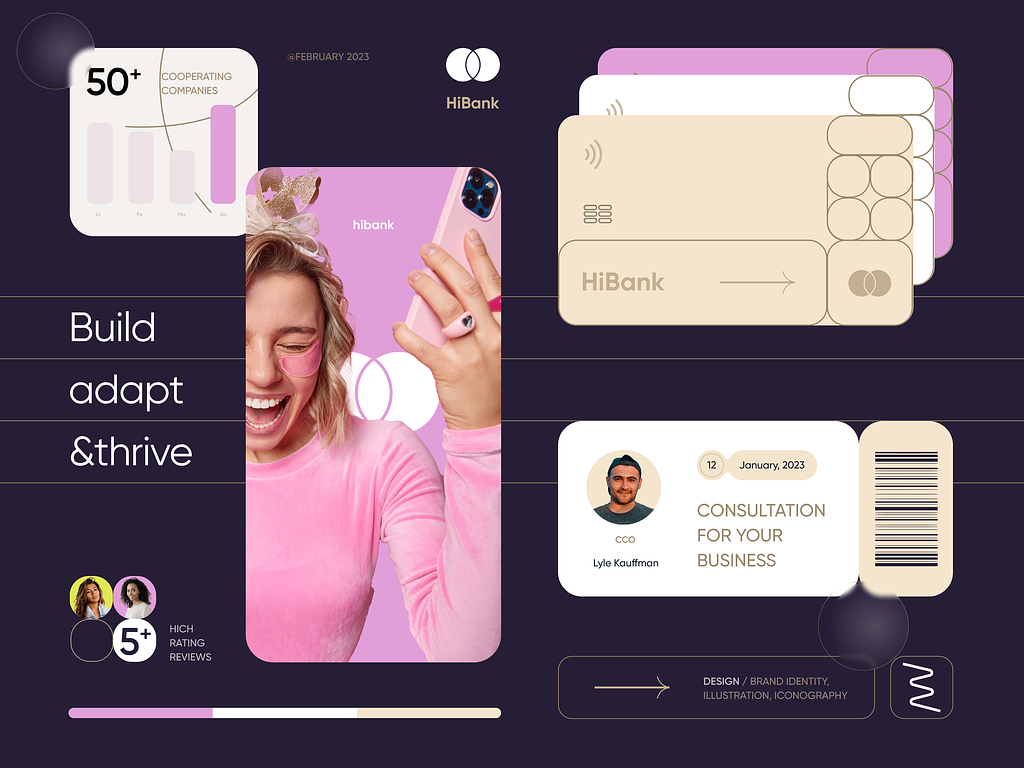 50+
COOPERATING
COMPANIES
Ja
Fe
Ma
Ap
@FEBRUARY 2023
HiBank
hibank
Build
adapt
&thrive
HICH
RATING
REVIEWS
5+
HiBank
12
January, 2023
CONSULTATION
FOR YOUR
BUSINESS
CCO
Lyle Kauffman
DESIGN / BRAND IDENTITY,
ILLUSTRATION, ICONOGRAPHY